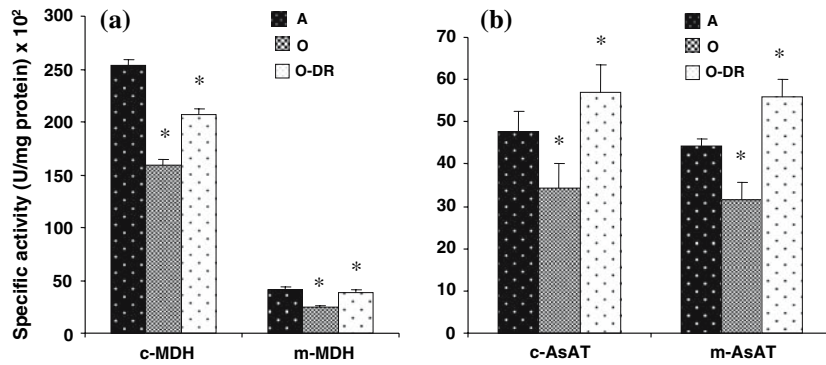 (a)
A
O
O-DR
Specific activity (U/mg protein) x 10²
300
250
200
150
100
50
0
*
*
*
*
c-MDH
m-MDH
(b)
A
O
O-DR
70
60
50
40
30
20
10
0
*
*
*
*
c-AsAT
m-AsAT